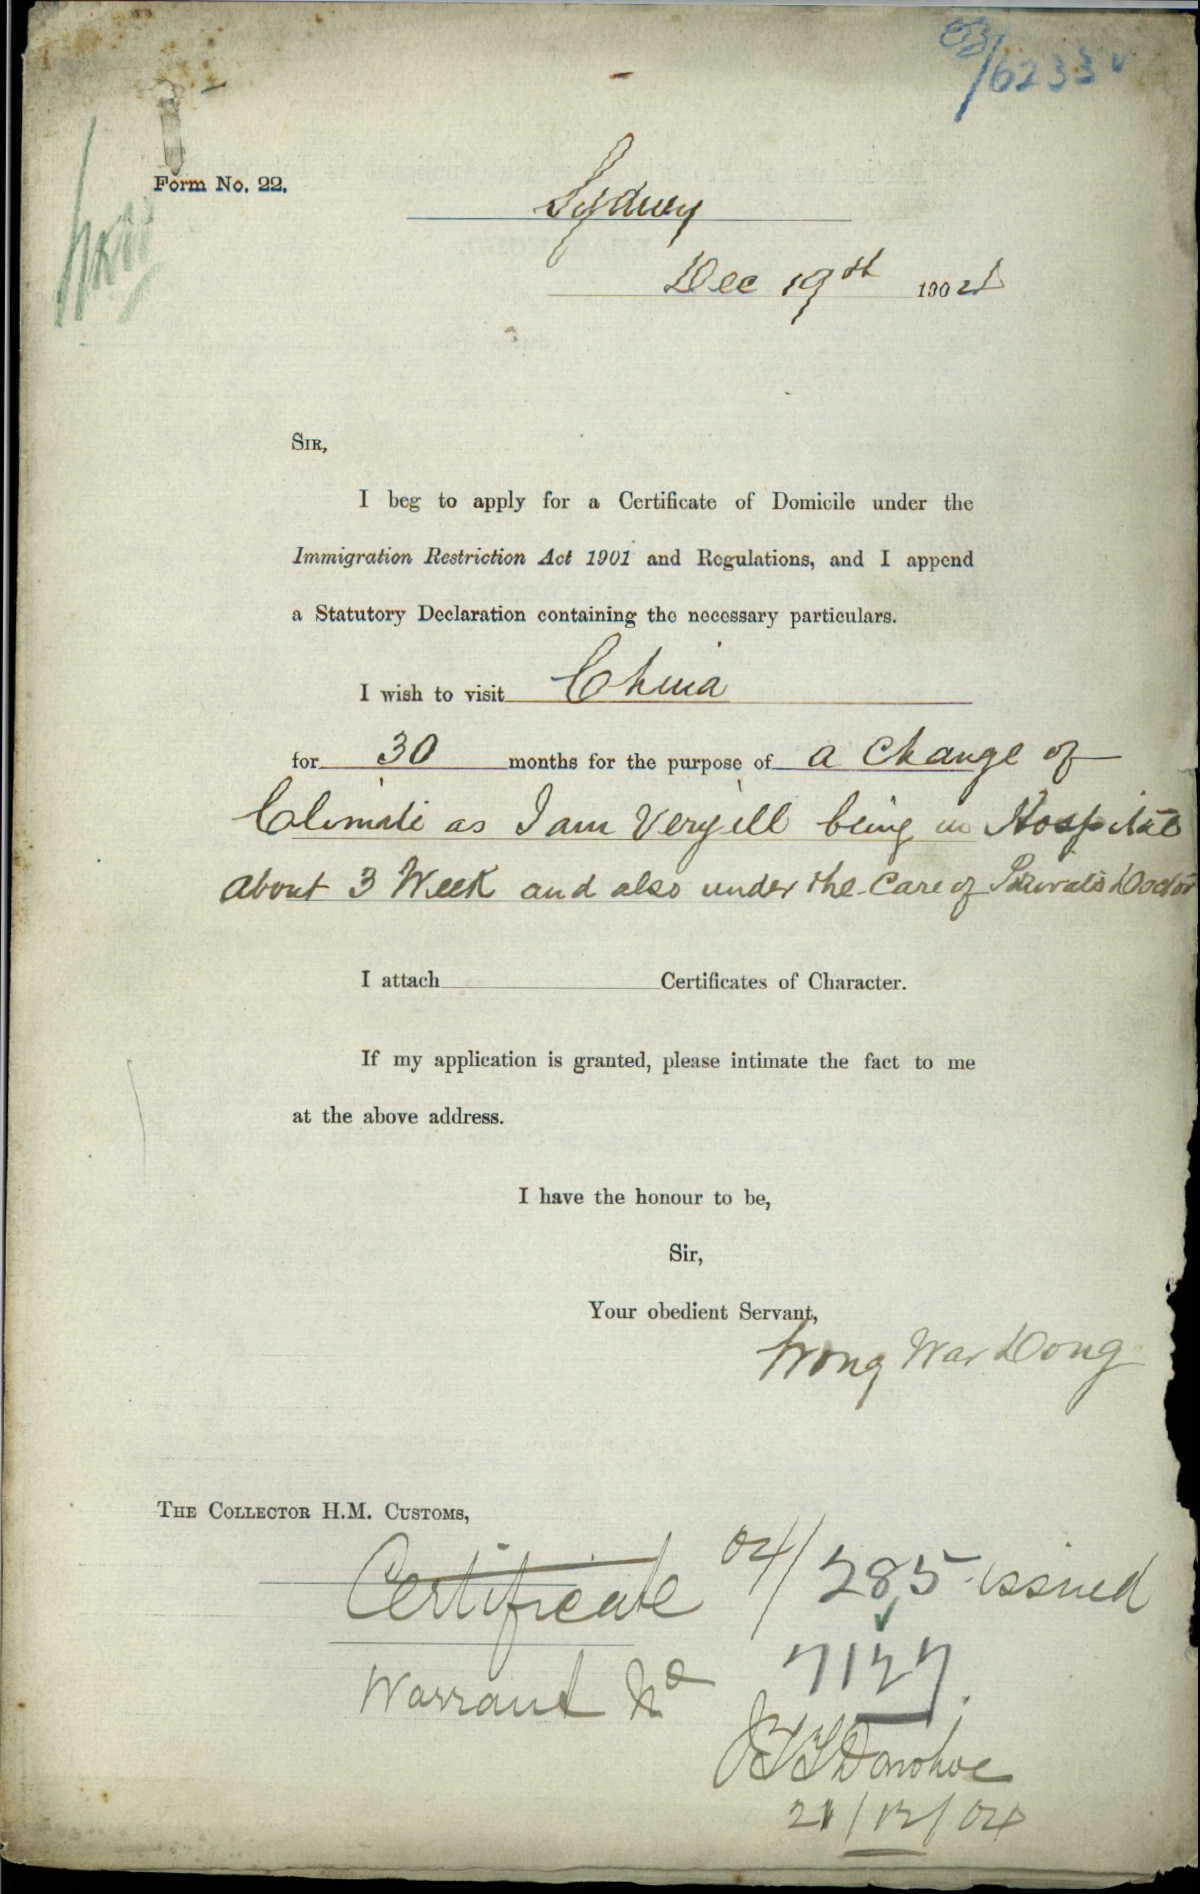 03/6233
Form No. 22.
Sydney
Dec 19th 1904
SIR,
I beg to apply for a Certificate of Domicile under the
Immigration Restriction Act 1901 and Regulations, and I append
a Statutory Declaration containing the necessary particulars.
I wish to visit China
for 30 months for the purpose of a Change of
Climate as I am Very ill being in Hospital
about 3 Week and also under the Care of Private Doctor
I attach Certificates of Character.
If my application is granted, please intimate the fact to me
at the above address.
I have the honour to be,
Sir,
Your obedient Servant,
Wong War Dong
THE COLLECTOR H.M. CUSTOMS,
Certificate 04/285 issued
Warrant No 7127.
Donohoe
21/12/04